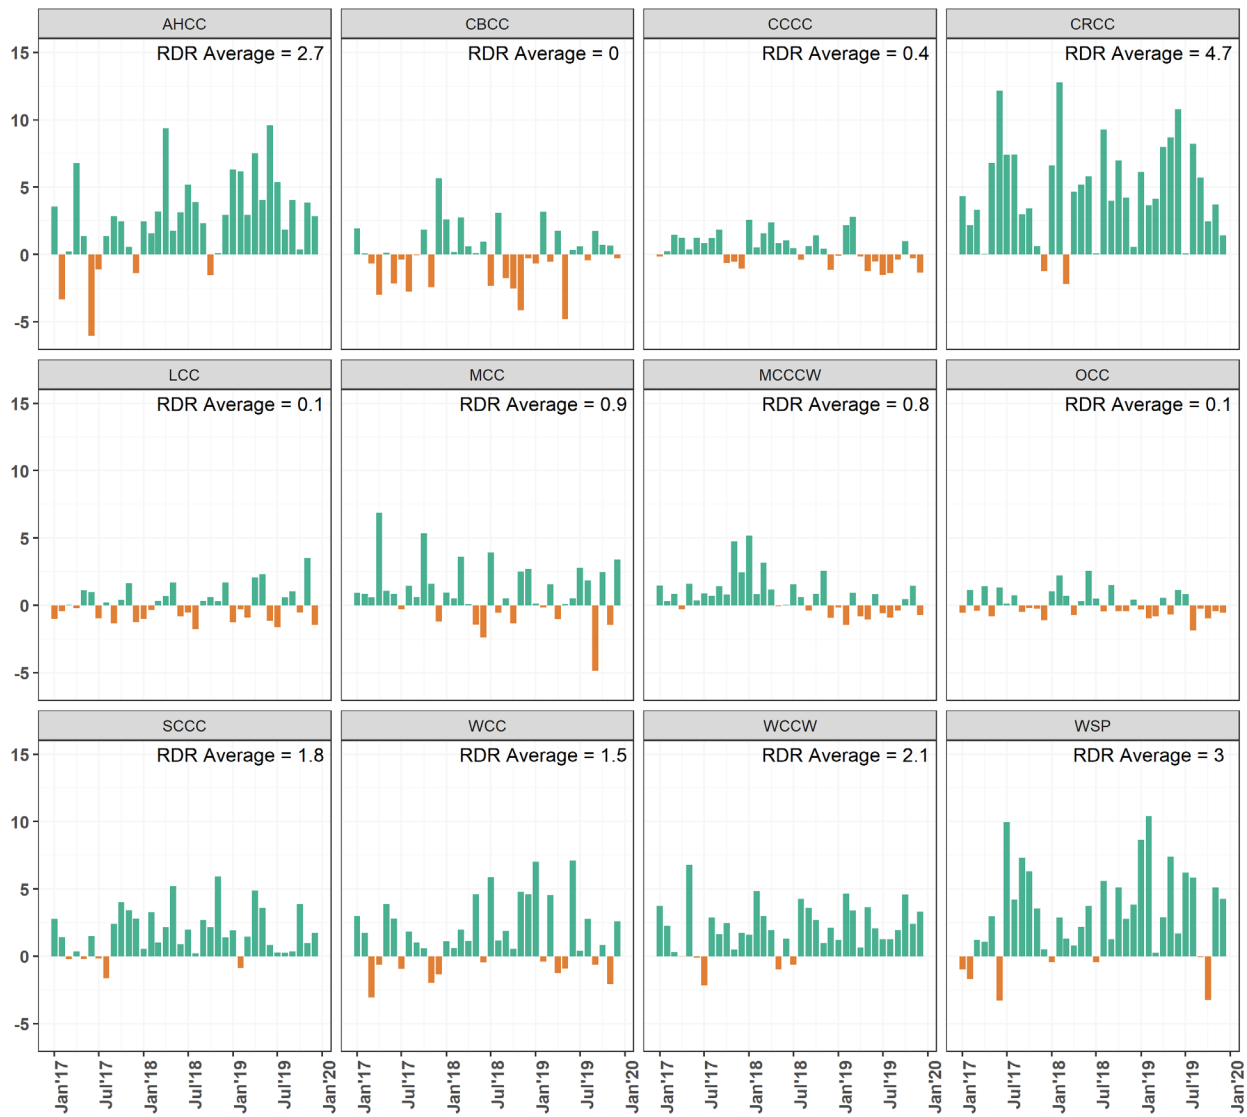 AHCC CBCC CCCC CRCC
RDR Average = 2.7 RDR Average = 0 RDR Average = 0.4 RDR Average = 4.7
15
10
5
0
-5
LCC MCC MCCCW OCC
RDR Average = 0.1 RDR Average = 0.9 RDR Average = 0.8 RDR Average = 0.1
15
10
5
0
-5
SCCC WCC WCCW WSP
RDR Average = 1.8 RDR Average = 1.5 RDR Average = 2.1 RDR Average = 3
15
10
5
0
-5
Jan'17 Jul'17 Jan'18 Jul'18 Jan'19 Jul'19 Jan'20 Jan'17 Jul'17 Jan'18 Jul'18 Jan'19 Jul'19 Jan'20 Jan'17 Jul'17 Jan'18 Jul'18 Jan'19 Jul'19 Jan'20 Jan'17 Jul'17 Jan'18 Jul'18 Jan'19 Jul'19 Jan'20